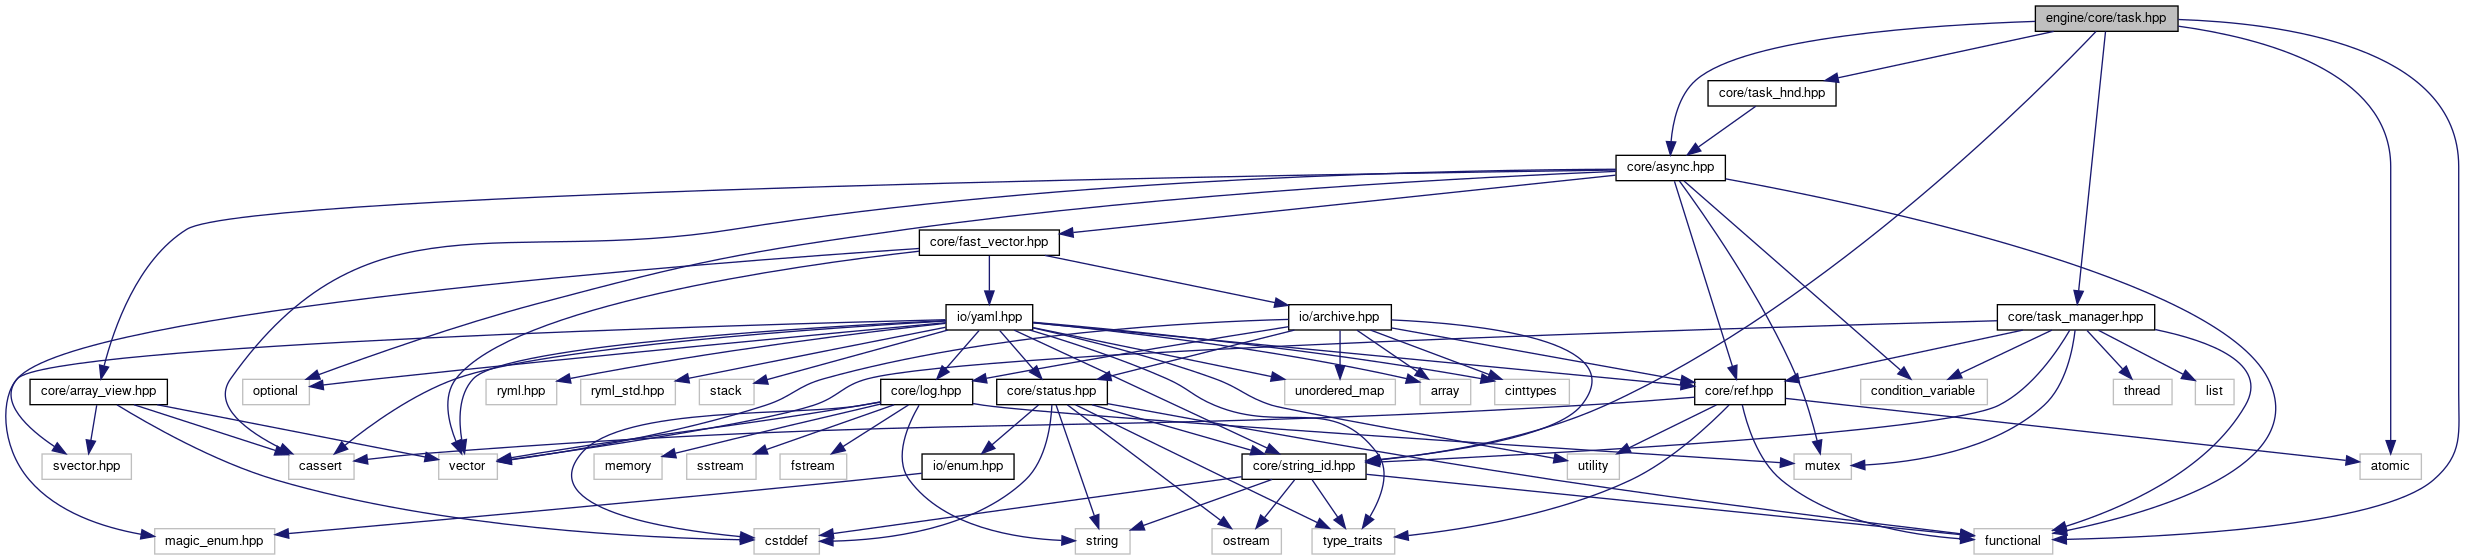 engine/core/task.hpp
core/task_hnd.hpp
core/async.hpp
core/fast_vector.hpp
io/yaml.hpp
io/archive.hpp
core/task_manager.hpp
core/array_view.hpp
optional
ryml.hpp
ryml_std.hpp
stack
core/log.hpp
core/status.hpp
unordered_map
array
cinttypes
core/ref.hpp
condition_variable
thread
list
svector.hpp
cassert
vector
memory
sstream
fstream
io/enum.hpp
core/string_id.hpp
utility
mutex
atomic
magic_enum.hpp
cstddef
string
ostream
type_traits
functional